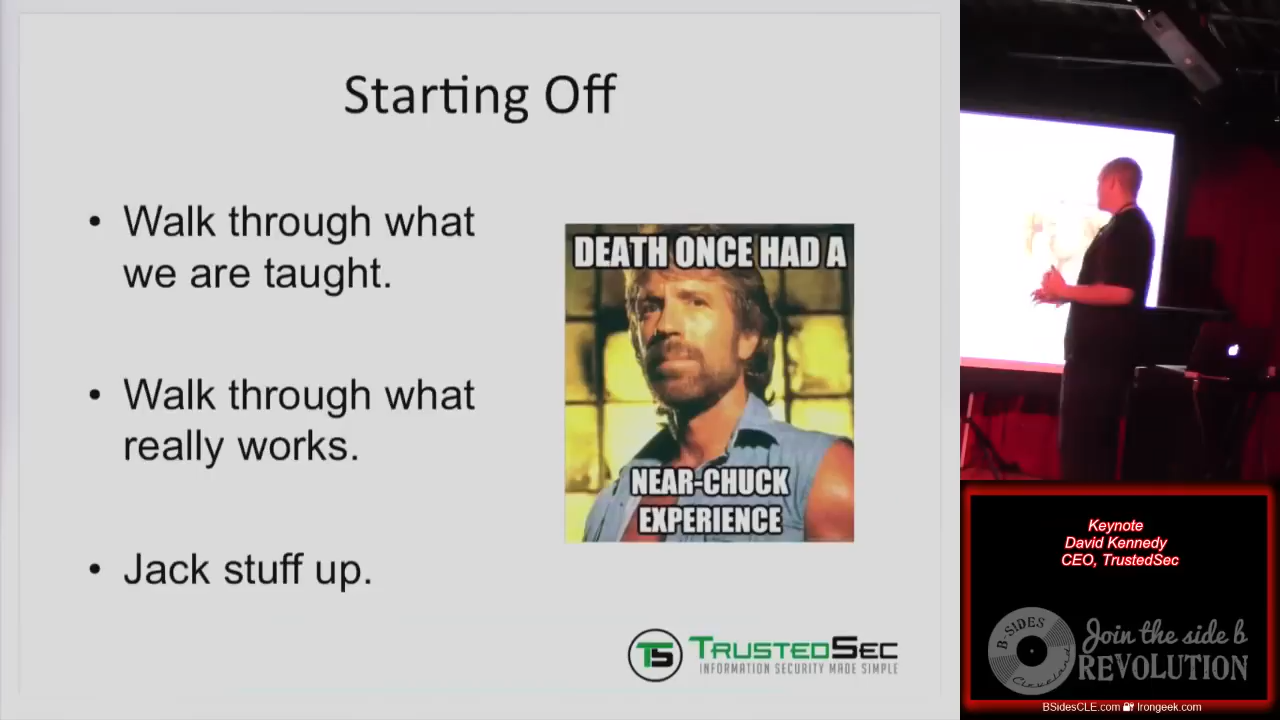 Starting Off
• Walk through what
we are taught.
• Walk through what
really works.
• Jack stuff up.
DEATH ONCE HAD A
NEAR-CHUCK
EXPERIENCE
TS TRUSTEDSEC
INFORMATION SECURITY MADE SIMPLE
Keynote
David Kennedy
CEO, TrustedSec
B-SIDES
Cleveland
Join the side b
REVOLUTION
BSidesCLE.com Irongeek.com